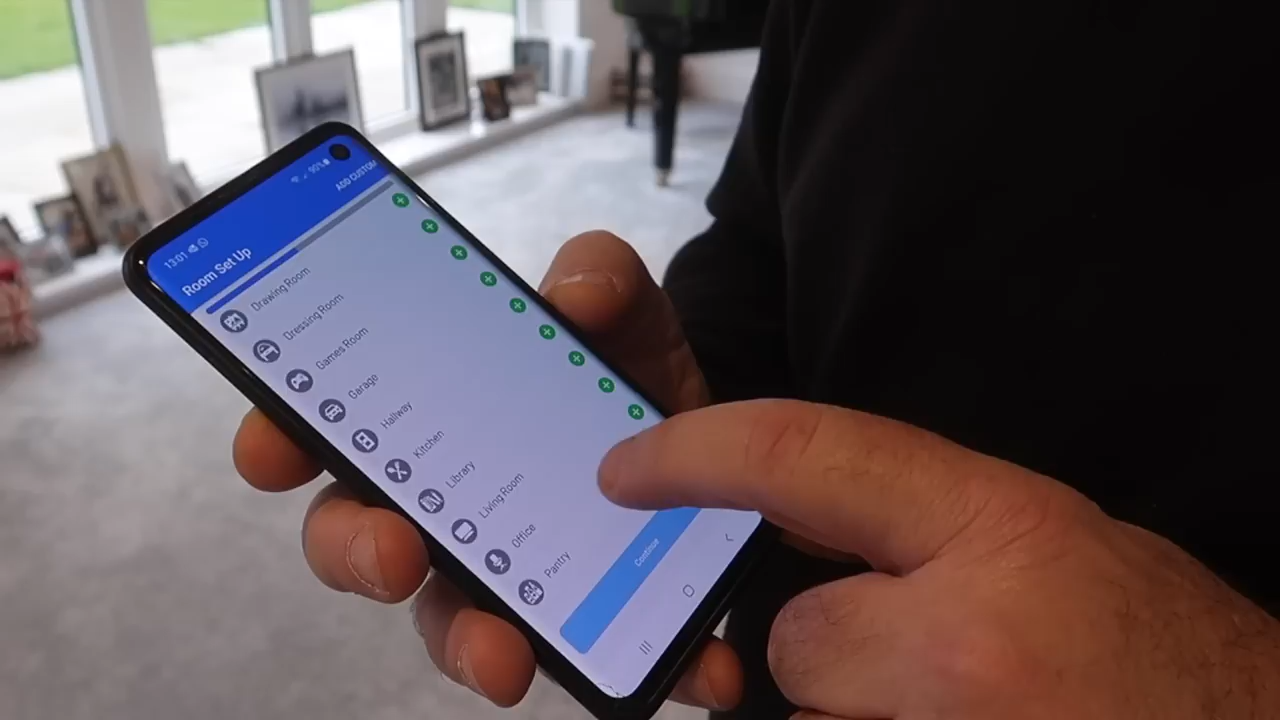 13:01
90%
ADD CUSTOM
Room Set Up
Drawing Room
Dressing Room
Games Room
Garage
Hallway
Kitchen
Library
Living Room
Office
Pantry
Continue